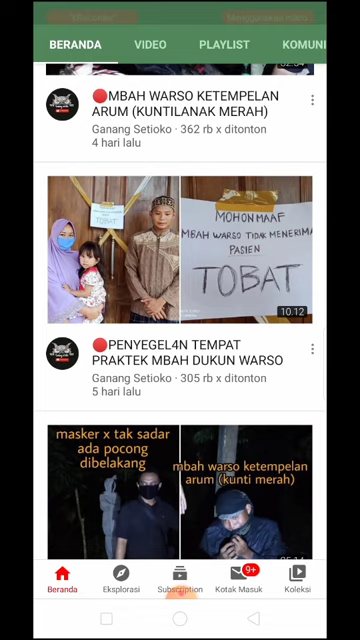 BERANDA VIDEO PLAYLIST KOMUNI
🔴MBAH WARSO KETEMPELAN
ARUM (KUNTILANAK MERAH)
Ganang Setioko · 362 rb x ditonton
4 hari lalu
TOBAT
MOHON MAAF
MBAH WARSO TIDAK MENERIMA
PASIEN
TOBAT
10.12
🔴PENYEGEL4N TEMPAT
PRAKTEK MBAH DUKUN WARSO
Ganang Setioko · 305 rb x ditonton
5 hari lalu
masker x tak sadar
ada pocong
dibelakang
mbah warso ketempelan
arum (kunti merah)
9+
Beranda Eksplorasi Subscription Kotak Masuk Koleksi